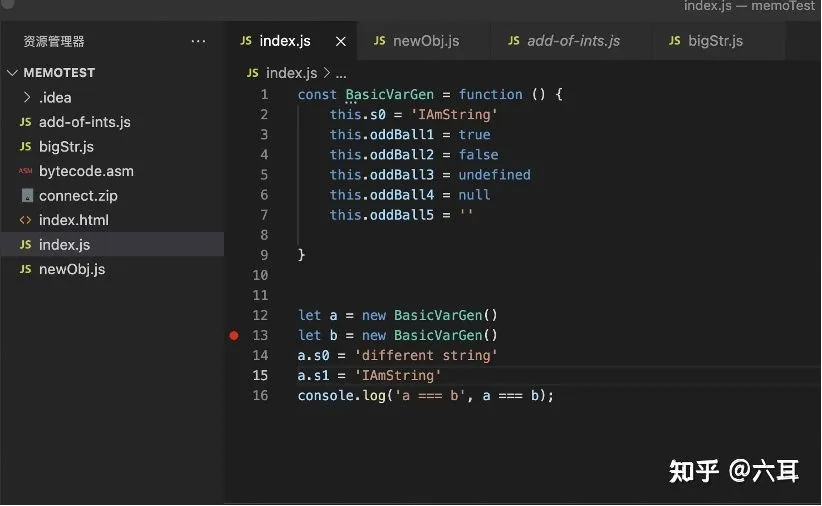 index.js — memoTest
资源管理器 ···
JS index.js × JS newObj.js JS add-of-ints.js JS bigStr.js
MEMOTEST
.idea
JS add-of-ints.js
JS bigStr.js
ASM bytecode.asm
connect.zip
<> index.html
JS index.js
JS newObj.js
JS index.js > ...
1 const BasicVarGen = function () {
2 this.s0 = 'IAmString'
3 this.oddBall1 = true
4 this.oddBall2 = false
5 this.oddBall3 = undefined
6 this.oddBall4 = null
7 this.oddBall5 = ''
8
9 }
10
11
12 let a = new BasicVarGen()
13 let b = new BasicVarGen()
14 a.s0 = 'different string'
15 a.s1 = 'IAmString'
16 console.log('a === b', a === b);
知乎 @六耳